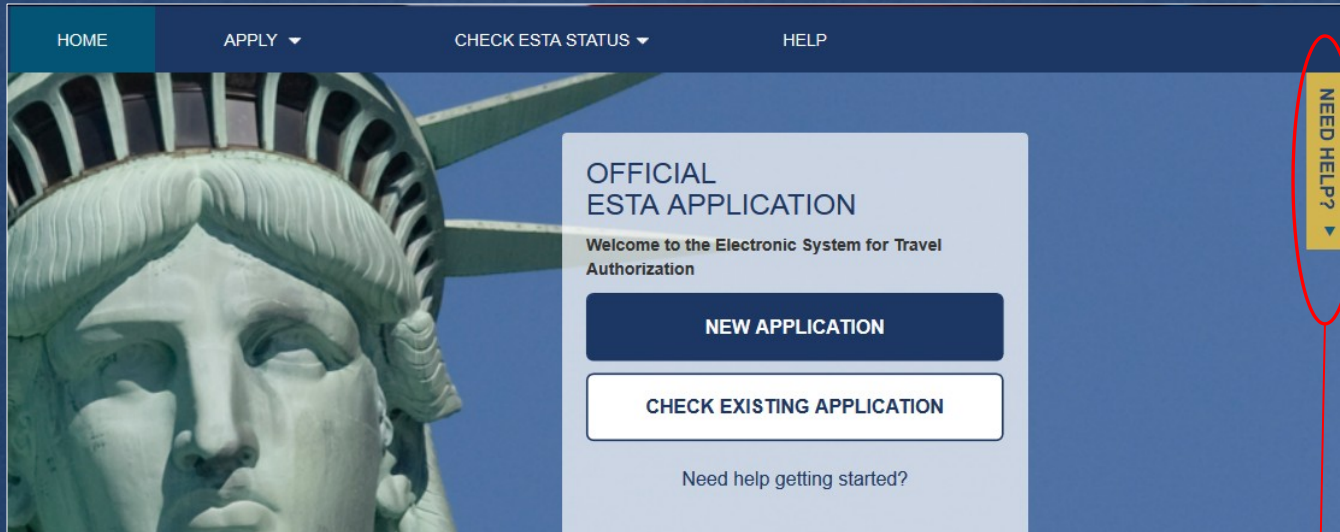 HOME APPLY CHECK ESTA STATUS HELP
NEED HELP?
OFFICIAL
ESTA APPLICATION
Welcome to the Electronic System for Travel
Authorization
NEW APPLICATION
CHECK EXISTING APPLICATION
Need help getting started?